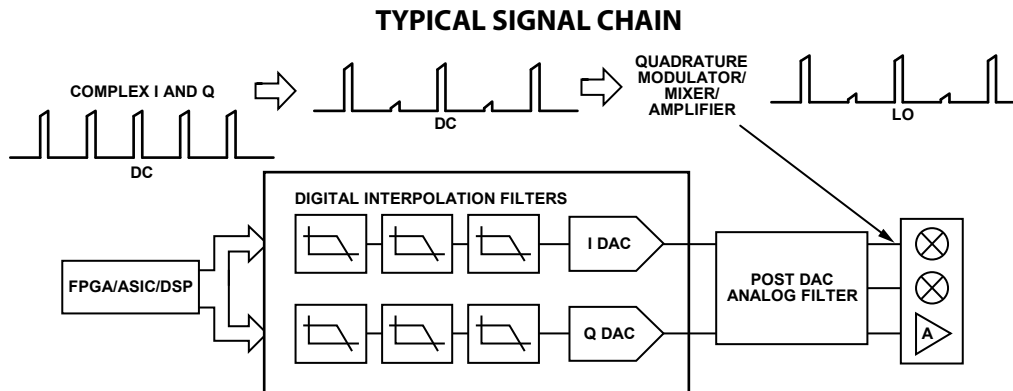 TYPICAL SIGNAL CHAIN
COMPLEX I AND Q
DC
DC
QUADRATURE
MODULATOR/
MIXER/
AMPLIFIER
LO
DIGITAL INTERPOLATION FILTERS
FPGA/ASIC/DSP
I DAC
Q DAC
POST DAC
ANALOG FILTER
A